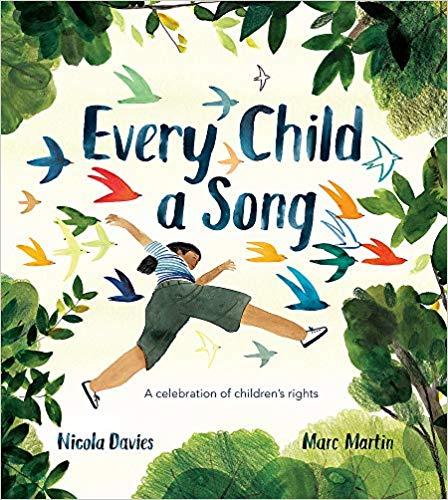 Every Child
a Song
A celebration of children's rights
Nicola Davies
Marc Martin